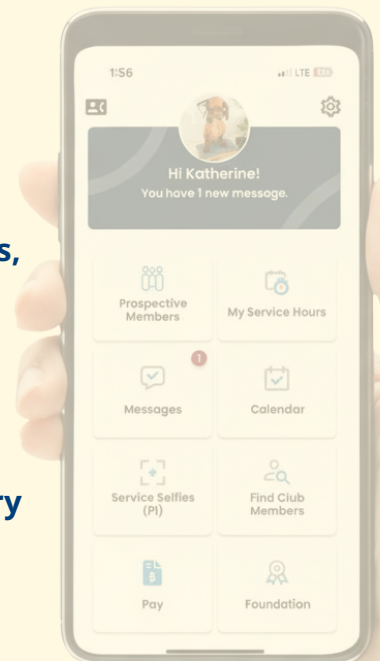 1:56
LTE
Hi Katherine!
You have 1 new message.
s,
Prospective
Members
My Service Hours
1
Messages
Calendar
ry
Service Selfies
(PI)
Find Club
Members
Pay
Foundation